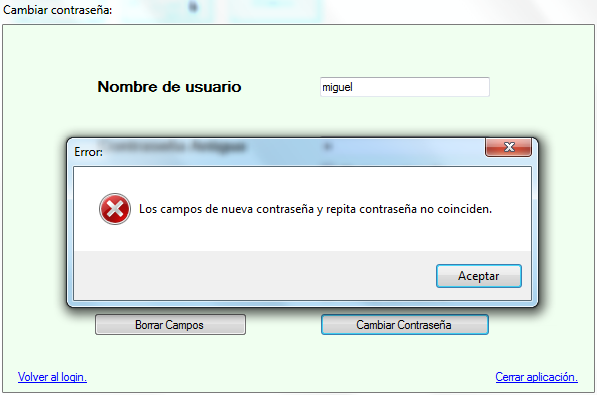 Cambiar contraseña:
Nombre de usuario
miguel
Error:
Los campos de nueva contraseña y repita contraseña no coinciden.
Aceptar
Borrar Campos
Cambiar Contraseña
Volver al login.
Cerrar aplicación.